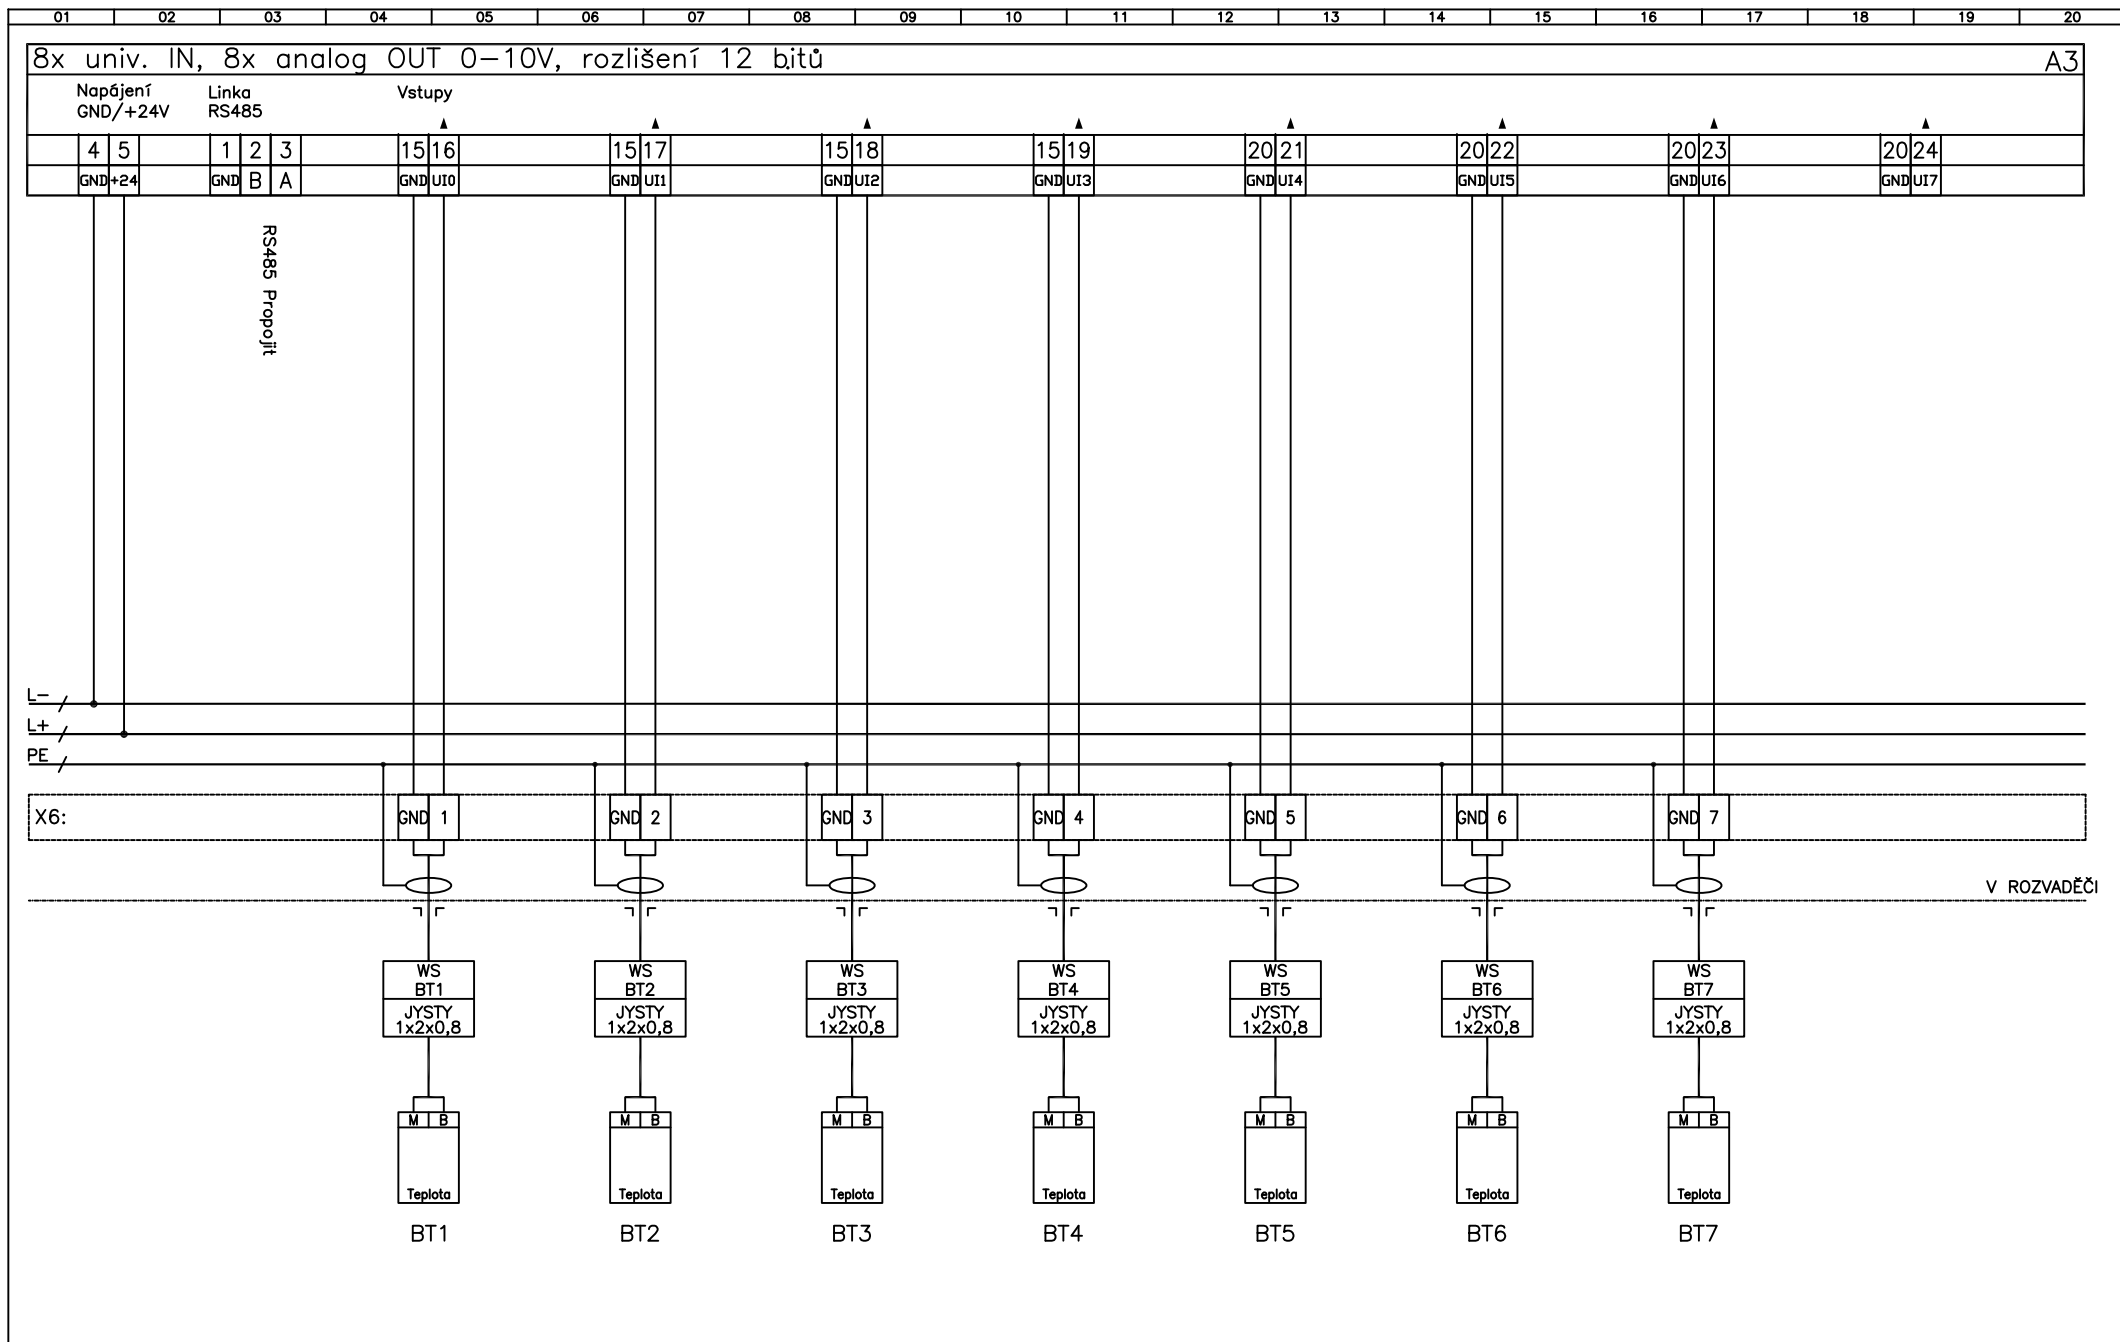 01 02 03 04 05 06 07 08 09 10 11 12 13 14 15 16 17 18 19 20
8x univ. IN, 8x analog OUT 0-10V, rozlišení 12 bitů A3
Napájení Linka Vstupy
GND/+24V RS485
4 5 1 2 3 15 16 15 17 15 18 15 19 20 21 20 22 20 23 20 24
GND +24 GND B A GND UI0 GND UI1 GND UI2 GND UI3 GND UI4 GND UI5 GND UI6 GND UI7
RS485 Propojit
L-
L+
PE
X6: GND 1 GND 2 GND 3 GND 4 GND 5 GND 6 GND 7
V ROZVADĚČI
WS WS WS WS WS WS WS
BT1 BT2 BT3 BT4 BT5 BT6 BT7
JYSTY JYSTY JYSTY JYSTY JYSTY JYSTY JYSTY
1x2x0,8 1x2x0,8 1x2x0,8 1x2x0,8 1x2x0,8 1x2x0,8 1x2x0,8
M B M B M B M B M B M B M B
Teplota Teplota Teplota Teplota Teplota Teplota Teplota
BT1 BT2 BT3 BT4 BT5 BT6 BT7